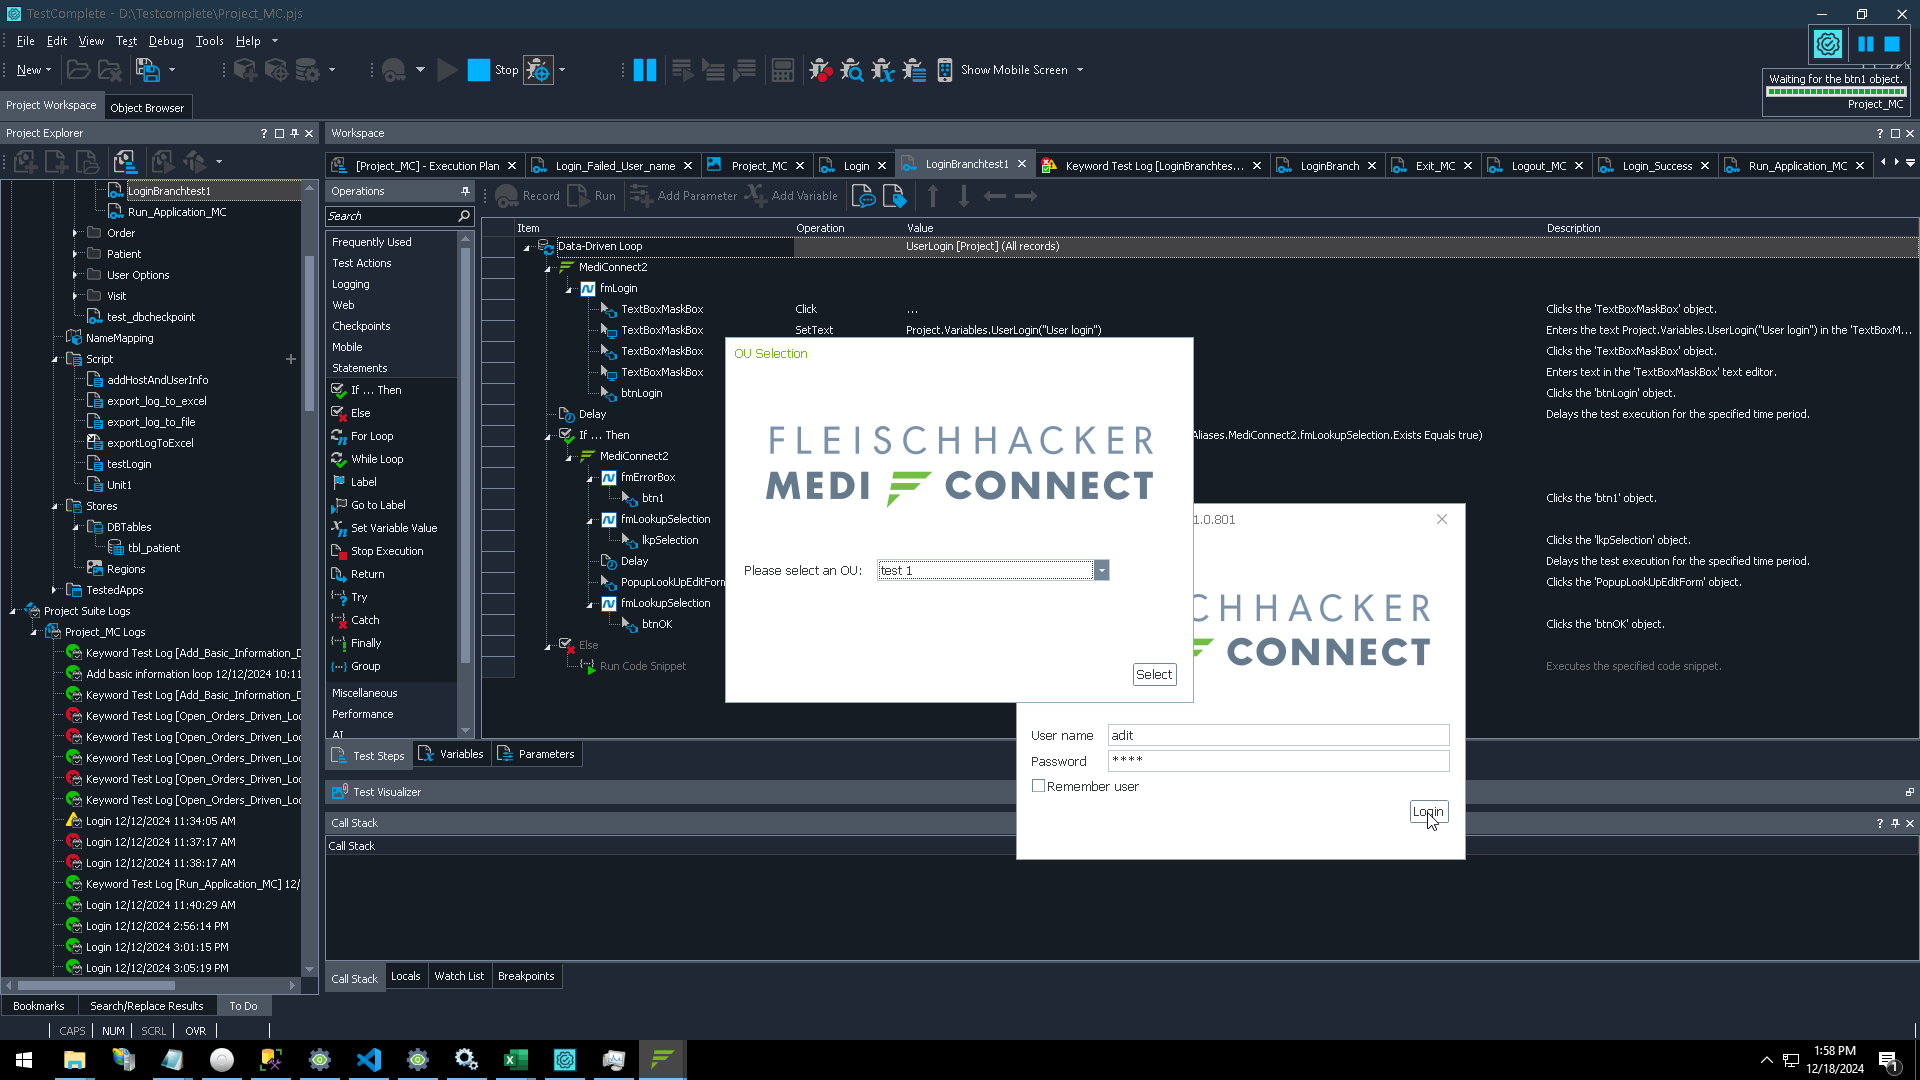 TestComplete - D:\Testcomplete\Project_MC.pjs
File Edit View Test Debug Tools Help
New Stop Show Mobile Screen
Waiting for the btn1 object.
Project_MC
Project Workspace Object Browser
Project Explorer
Workspace
[Project_MC] - Execution Plan Login_Failed_User_name Project_MC Login LoginBranchtest1 Keyword Test Log [LoginBranchtes... LoginBranch Exit_MC Logout_MC Login_Success Run_Application_MC
LoginBranchtest1
Run_Application_MC
Order
Patient
User Options
Visit
test_dbcheckpoint
NameMapping
Script
addHostAndUserInfo
export_log_to_excel
export_log_to_file
exportLogToExcel
testLogin
Unit1
Stores
DBTables
tbl_patient
Regions
TestedApps
Project Suite Logs
Project_MC Logs
Keyword Test Log [Add_Basic_Information_D
Add basic information loop 12/12/2024 10:11
Keyword Test Log [Add_Basic_Information_D
Keyword Test Log [Open_Orders_Driven_Loo
Keyword Test Log [Open_Orders_Driven_Loo
Keyword Test Log [Open_Orders_Driven_Loo
Keyword Test Log [Open_Orders_Driven_Loo
Keyword Test Log [Open_Orders_Driven_Loo
Login 12/12/2024 11:34:05 AM
Login 12/12/2024 11:37:17 AM
Login 12/12/2024 11:38:17 AM
Keyword Test Log [Run_Application_MC] 12/
Login 12/12/2024 11:40:29 AM
Login 12/12/2024 2:56:14 PM
Login 12/12/2024 3:01:15 PM
Login 12/12/2024 3:05:19 PM
Bookmarks Search/Replace Results To Do
CAPS NUM SCRL OVR
Operations
Search
Frequently Used
Test Actions
Logging
Web
Checkpoints
Mobile
Statements
If ... Then
Else
For Loop
While Loop
Label
Go to Label
Set Variable Value
Stop Execution
Return
Try
Catch
Finally
Group
Miscellaneous
Performance
AI
Record Run Add Parameter Add Variable
Item Operation Value Description
Data-Driven Loop UserLogin [Project] (All records)
MediConnect2
fmLogin
TextBoxMaskBox Click ... Clicks the 'TextBoxMaskBox' object.
TextBoxMaskBox SetText Project.Variables.UserLogin("User login") Enters the text Project.Variables.UserLogin("User login") in the 'TextBoxM...
TextBoxMaskBox Clicks the 'TextBoxMaskBox' object.
TextBoxMaskBox Enters text in the 'TextBoxMaskBox' text editor.
btnLogin Clicks the 'btnLogin' object.
Delay Delays the test execution for the specified time period.
If ... Then Aliases.MediConnect2.fmLookupSelection.Exists Equals true)
MediConnect2
fmErrorBox
btn1 Clicks the 'btn1' object.
fmLookupSelection
lkpSelection Clicks the 'lkpSelection' object.
Delay Delays the test execution for the specified time period.
PopupLookUpEditForm Clicks the 'PopupLookUpEditForm' object.
fmLookupSelection
btnOK Clicks the 'btnOK' object.
Else
Run Code Snippet Executes the specified code snippet.
OU Selection
FLEISCHHACKER
MEDI CONNECT
Please select an OU: test 1
Select
1.0.801
CHHACKER
CONNECT
User name adit
Password ****
Remember user
Login
Test Steps Variables Parameters
Test Visualizer
Call Stack
Call Stack
Call Stack Locals Watch List Breakpoints
1:58 PM
12/18/2024
1